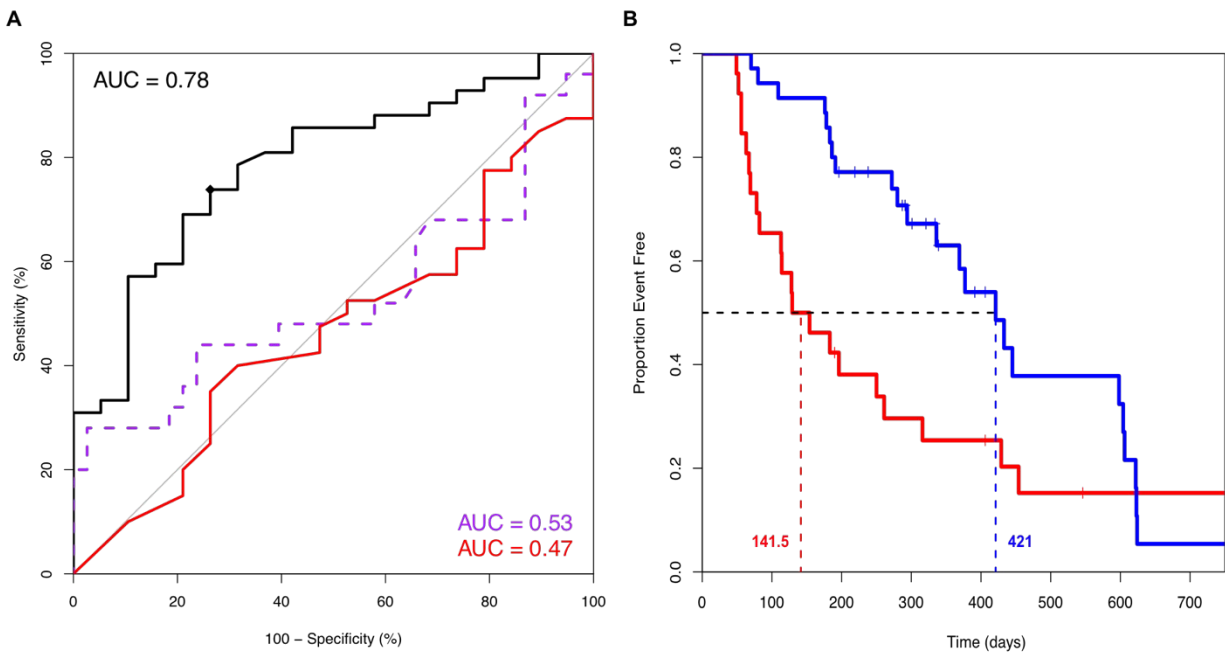 A
AUC = 0.78
AUC = 0.53
AUC = 0.47
Sensitivity (%)
0
20
40
60
80
100
0 20 40 60 80 100
100 – Specificity (%)
B
Proportion Event Free
0.0
0.2
0.4
0.6
0.8
1.0
141.5
421
0 100 200 300 400 500 600 700
Time (days)